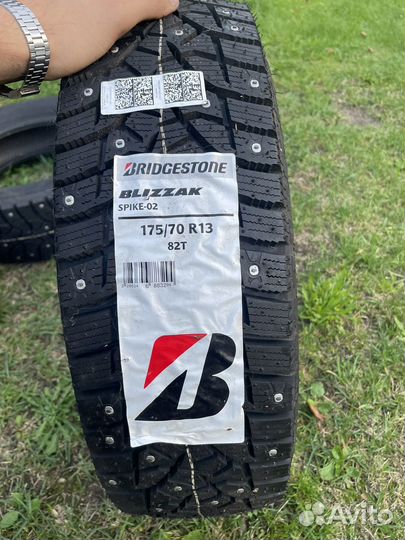 BRIDGESTONE
BLIZZAK
SPIKE-02
175/70 R13
82T
B
Avito